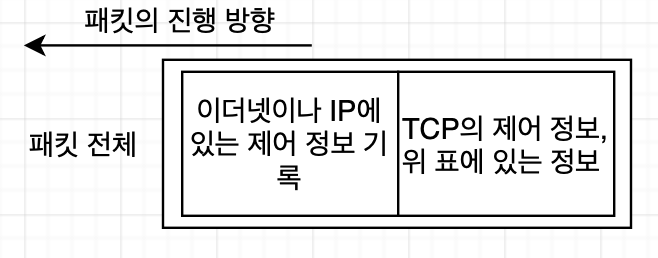 패킷의 진행 방향
패킷 전체
이더넷이나 IP에
있는 제어 정보 기
록
TCP의 제어 정보,
위 표에 있는 정보